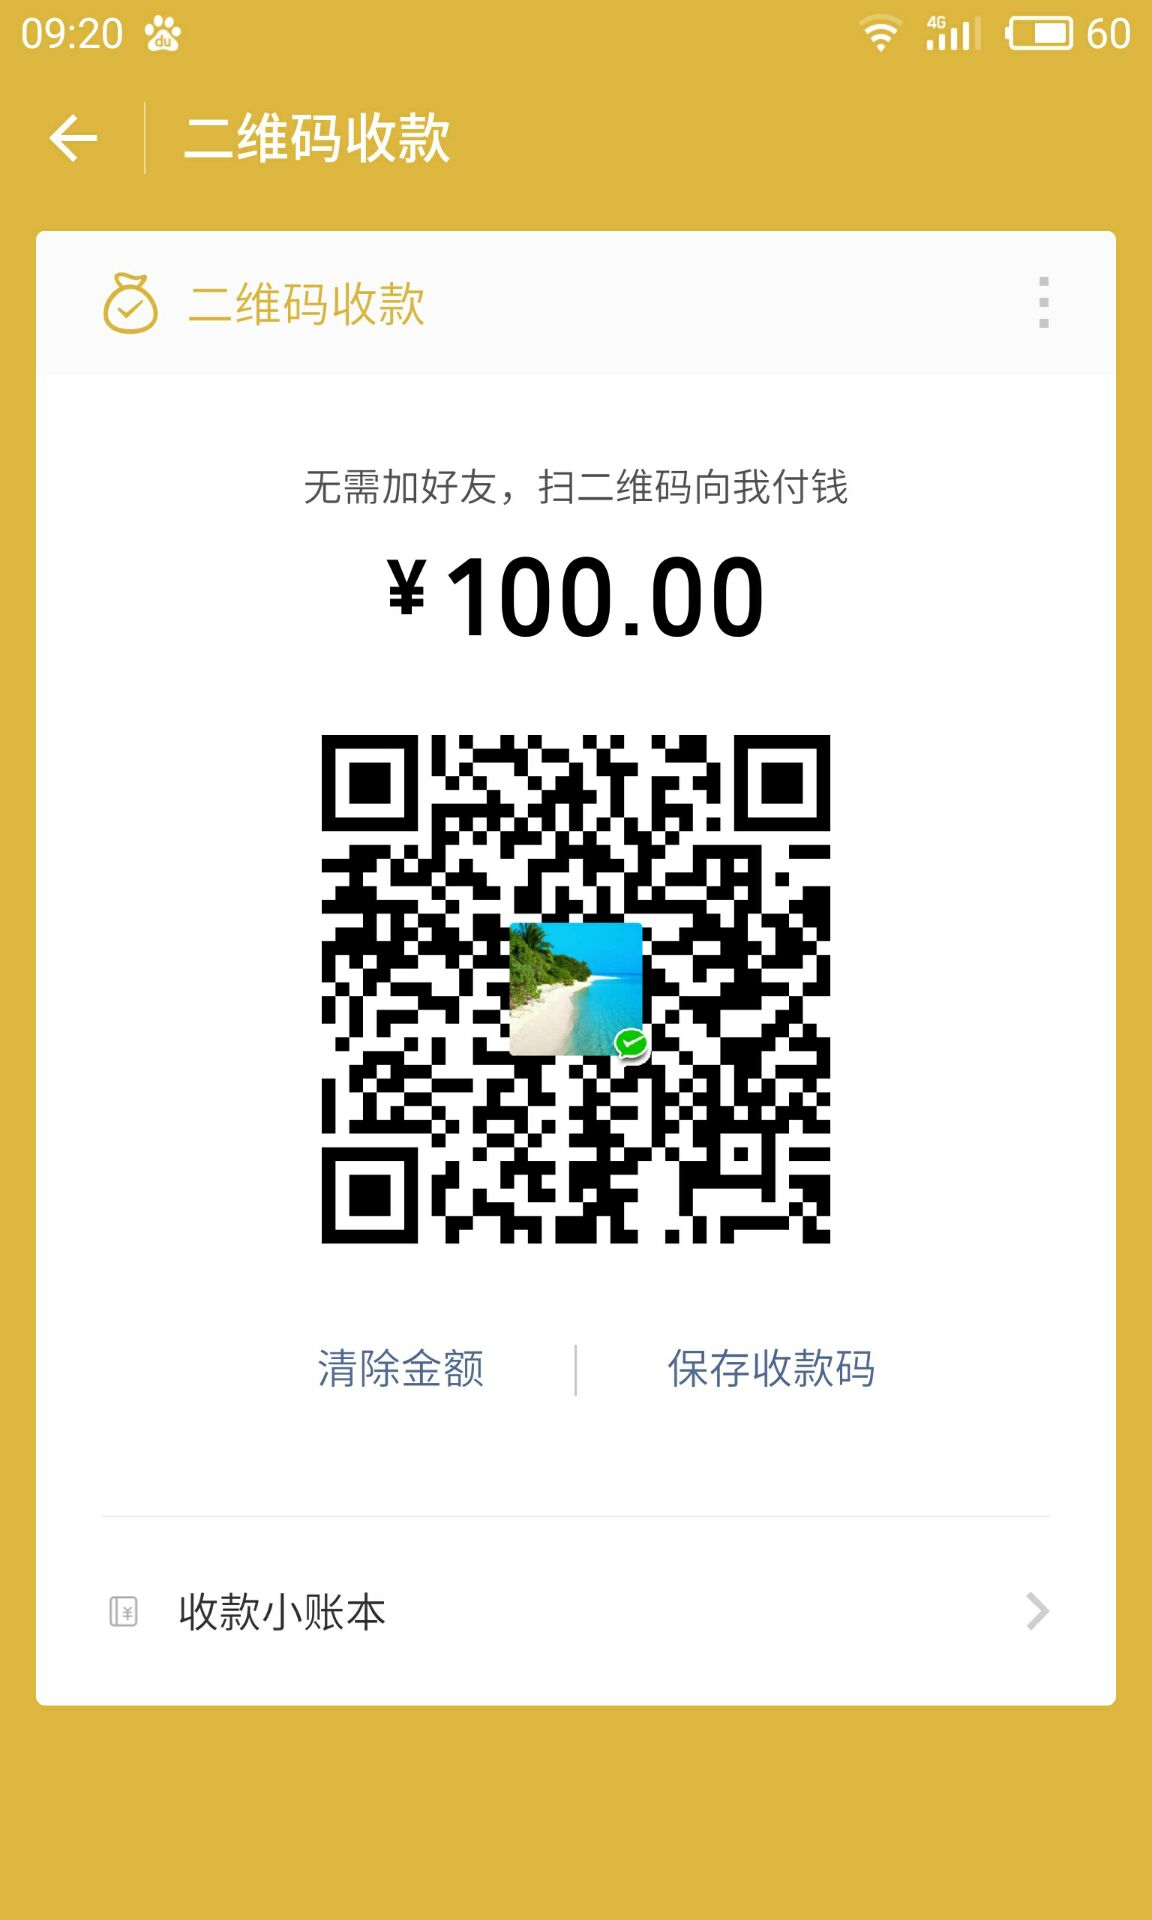 09:20 du 4G 60
二维码收款
二维码收款
无需加好友，扫二维码向我付钱
¥100.00
清除金额 保存收款码
¥ 收款小账本